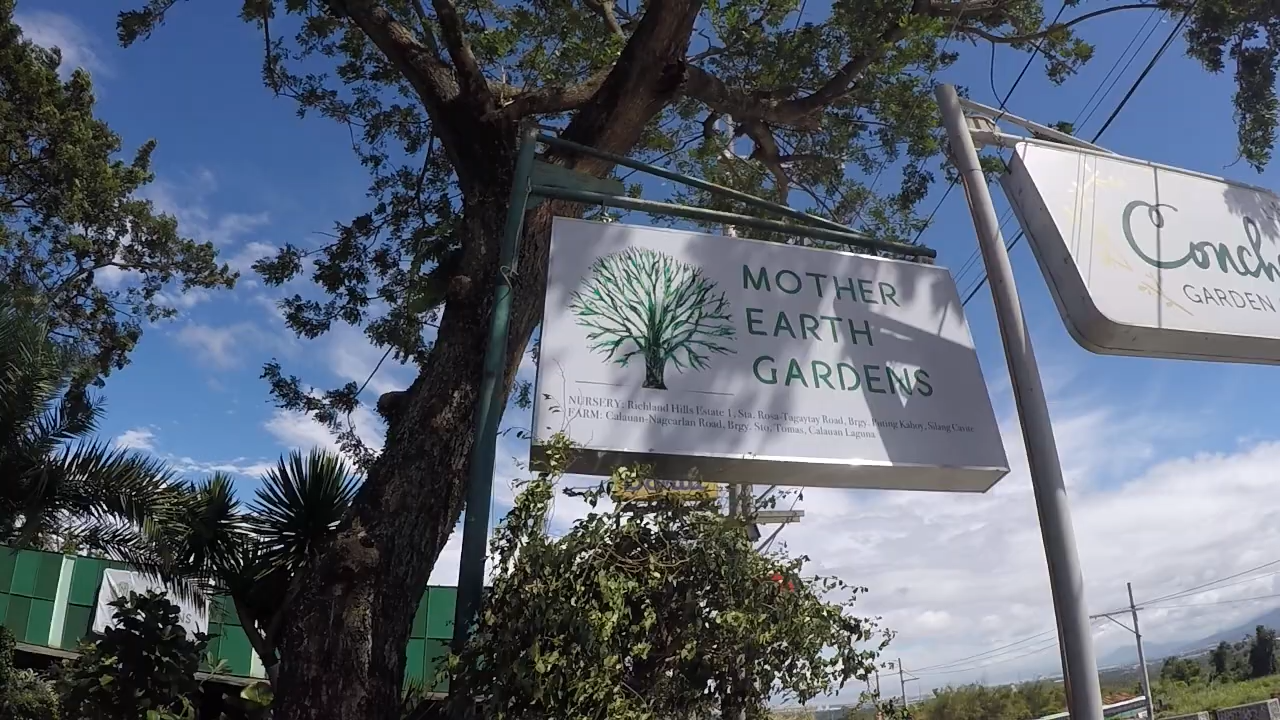 MOTHER
EARTH
GARDENS
NURSERY: Richland Hills Estate 1, Sta. Rosa-Tagaytay Road, Brgy. Puting Kahoy, Silang Cavite
FARM: Calauan-Nagcarlan Road, Brgy. Sto. Tomas, Calauan Laguna
Conch
GARDEN